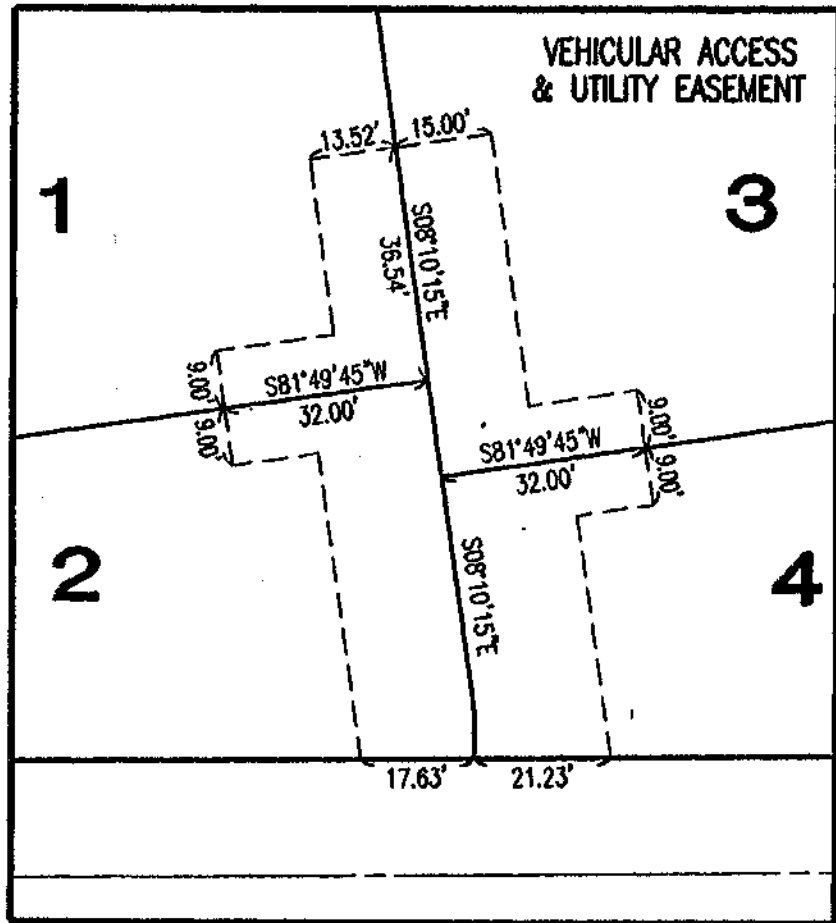 VEHICULAR ACCESS
& UTILITY EASEMENT
13.52'
15.00'
1
3
S08°10'15"E
36.54'
9.00'
9.00'
S81°49'45"W
32.00'
S81°49'45"W
32.00'
9.00'
9.00'
2
S08°10'15"E
4
17.63'
21.23'